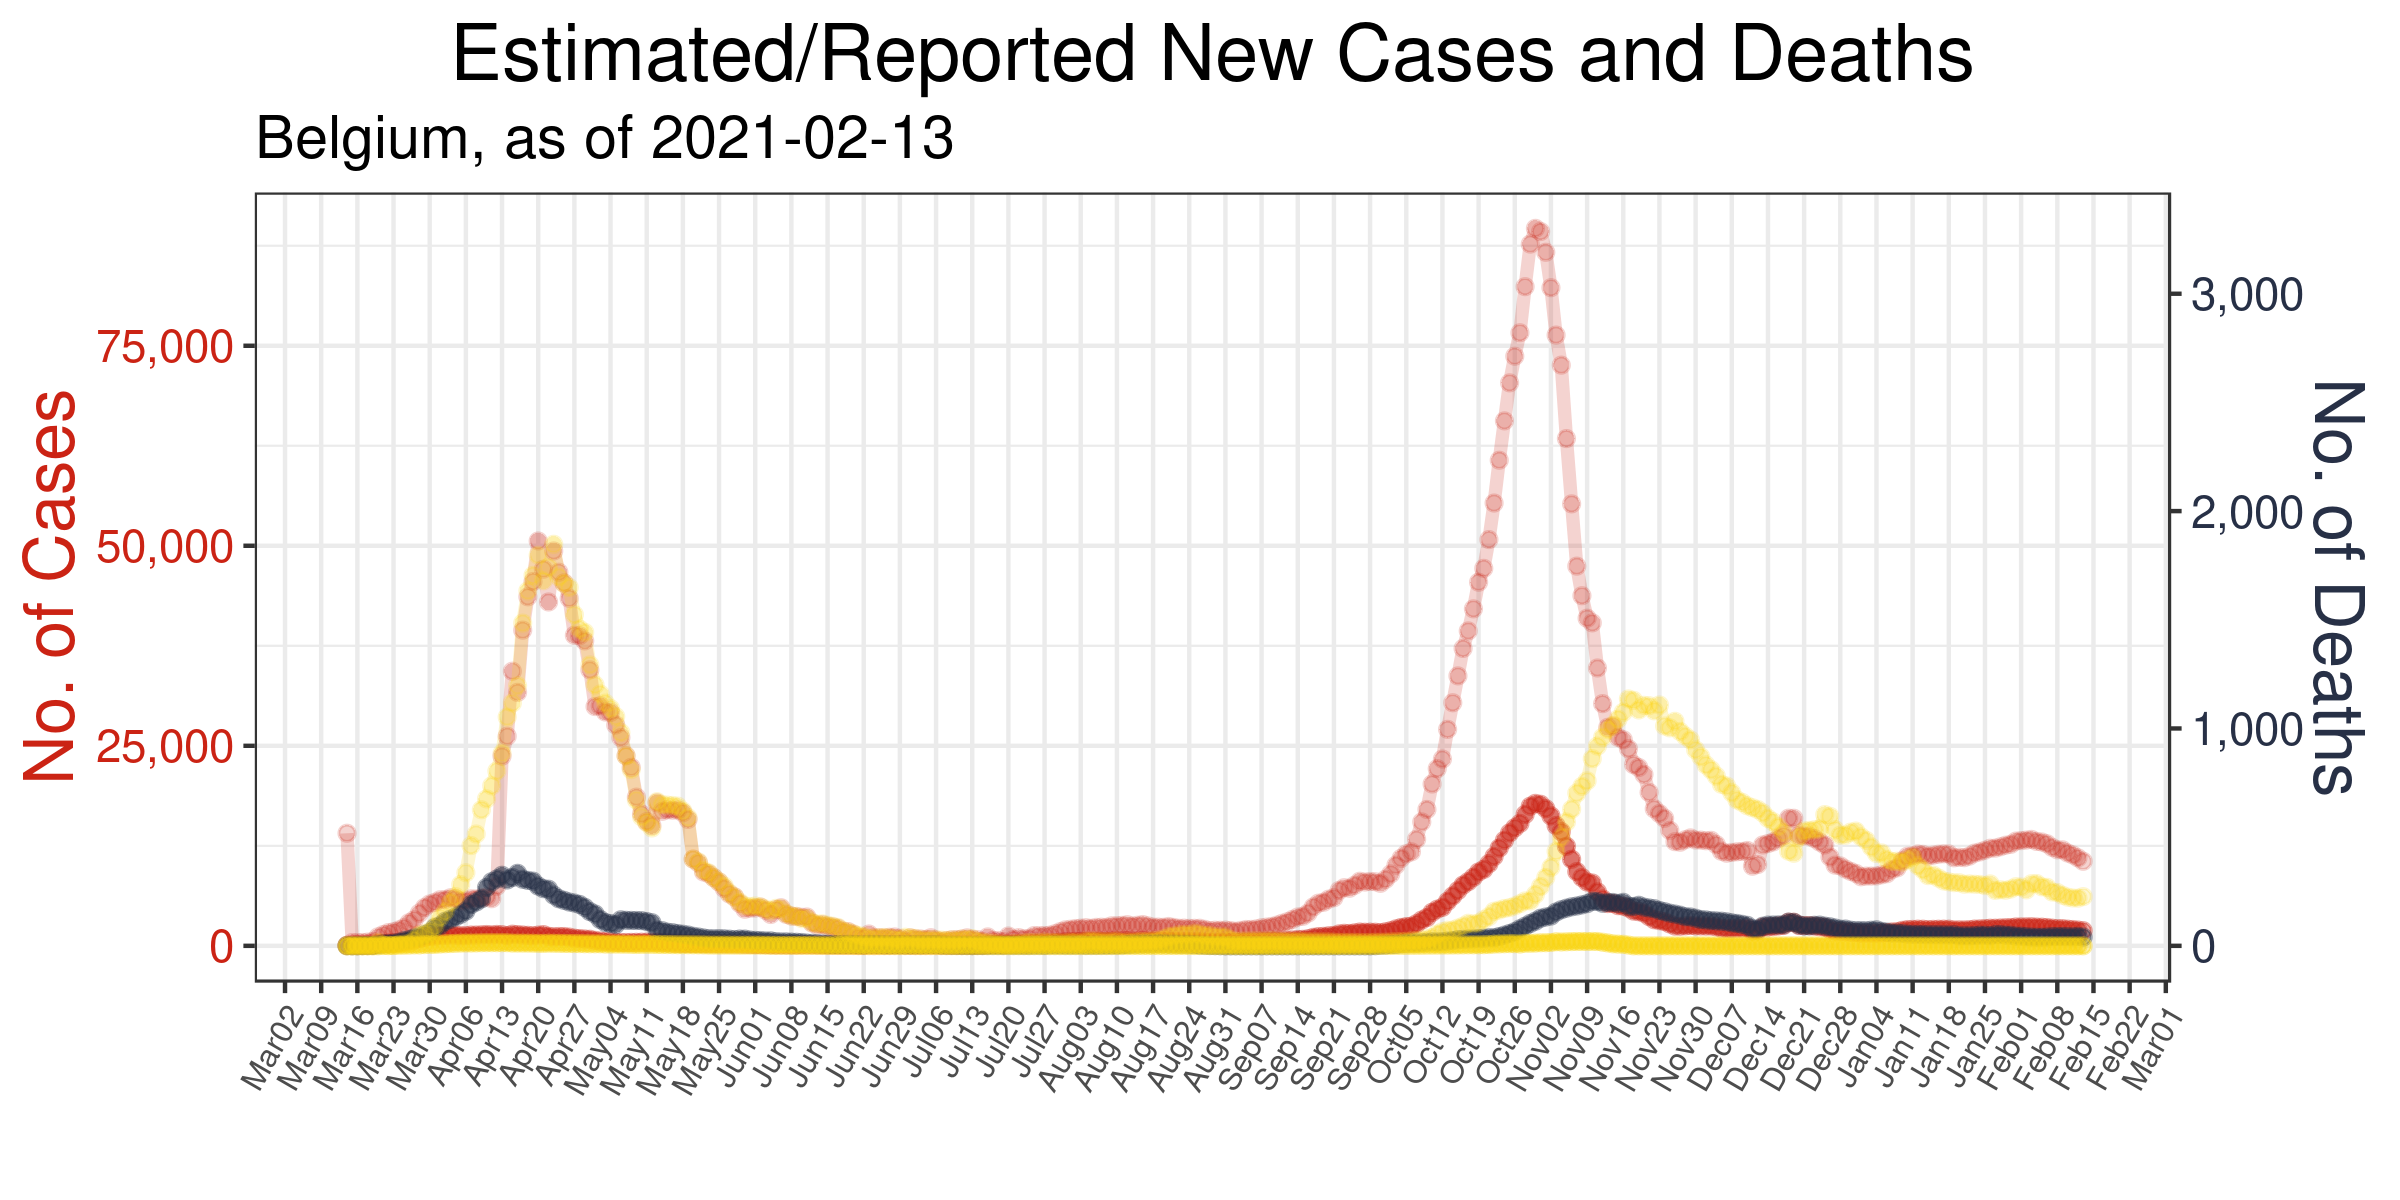 Estimated/Reported New Cases and Deaths
Belgium, as of 2021-02-13
No. of Cases
75,000
50,000
25,000
0
3,000
2,000
1,000
0
No. of Deaths
Mar02
Mar09
Mar16
Mar23
Mar30
Apr06
Apr13
Apr20
Apr27
May04
May11
May18
May25
Jun01
Jun08
Jun15
Jun22
Jun29
Jul06
Jul13
Jul20
Jul27
Aug03
Aug10
Aug17
Aug24
Aug31
Sep07
Sep14
Sep21
Sep28
Oct05
Oct12
Oct19
Oct26
Nov02
Nov09
Nov16
Nov23
Nov30
Dec07
Dec14
Dec21
Dec28
Jan04
Jan11
Jan18
Jan25
Feb01
Feb08
Feb15
Feb22
Mar01